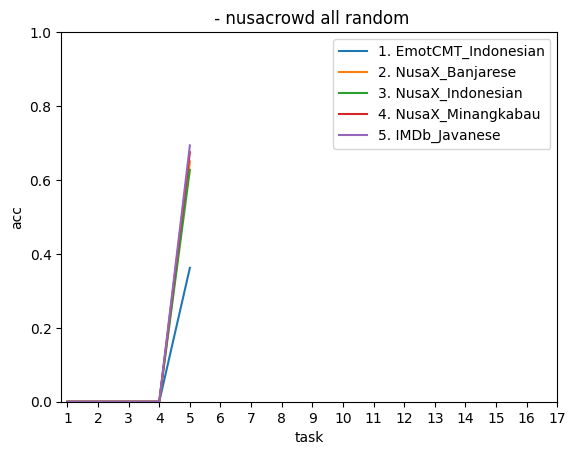 - nusacrowd all random
1. EmotCMT_Indonesian
2. NusaX_Banjarese
3. NusaX_Indonesian
4. NusaX_Minangkabau
5. IMDb_Javanese
1.0
0.8
0.6
0.4
0.2
0.0
acc
1 2 3 4 5 6 7 8 9 10 11 12 13 14 15 16 17
task